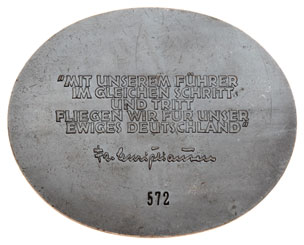 "MIT UNSEREM FÜHRER
IM GLEICHEN SCHRITT
UND TRITT
FLIEGEN WIR FÜR UNSER
EWIGES DEUTSCHLAND"
572